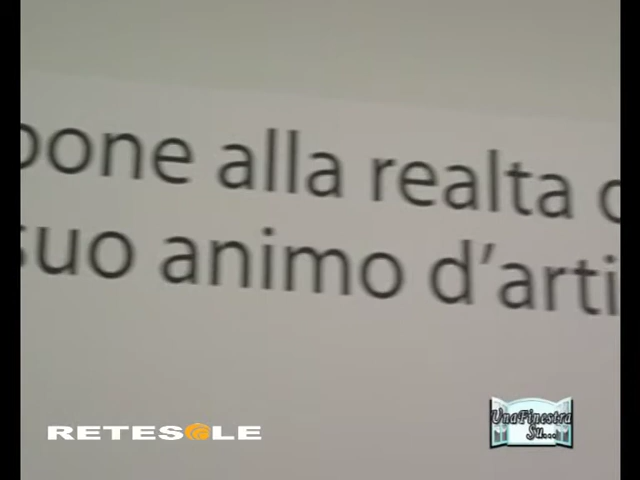 pone alla realta
suo animo d'arti
RETESOLE
UnaFinestra
Su...